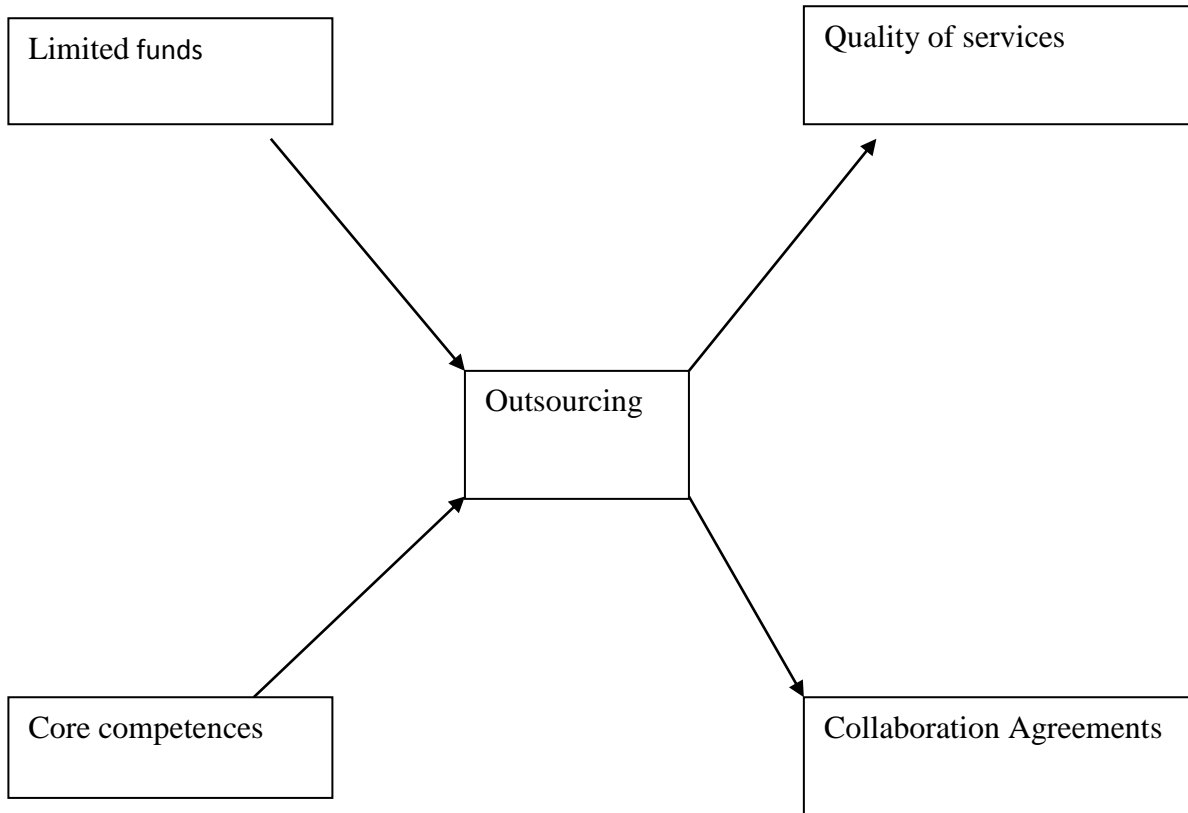 Limited funds
Quality of services
Outsourcing
Core competences
Collaboration Agreements